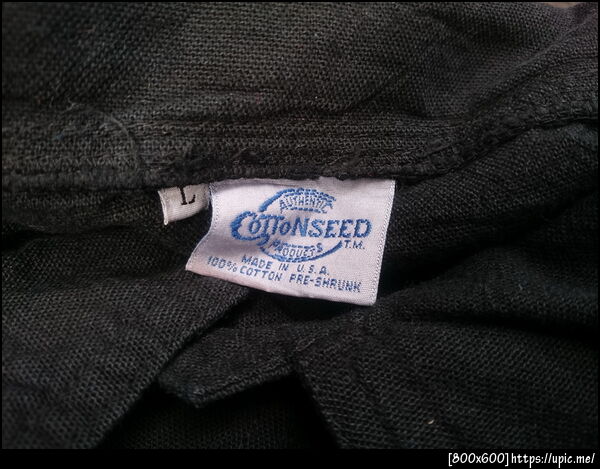 L
AUTHENTIC
COTTONSEED
PRODUCTS T.M.
MADE IN U.S.A.
100% COTTON PRE-SHRUNK
[800x600]https://upic.me/